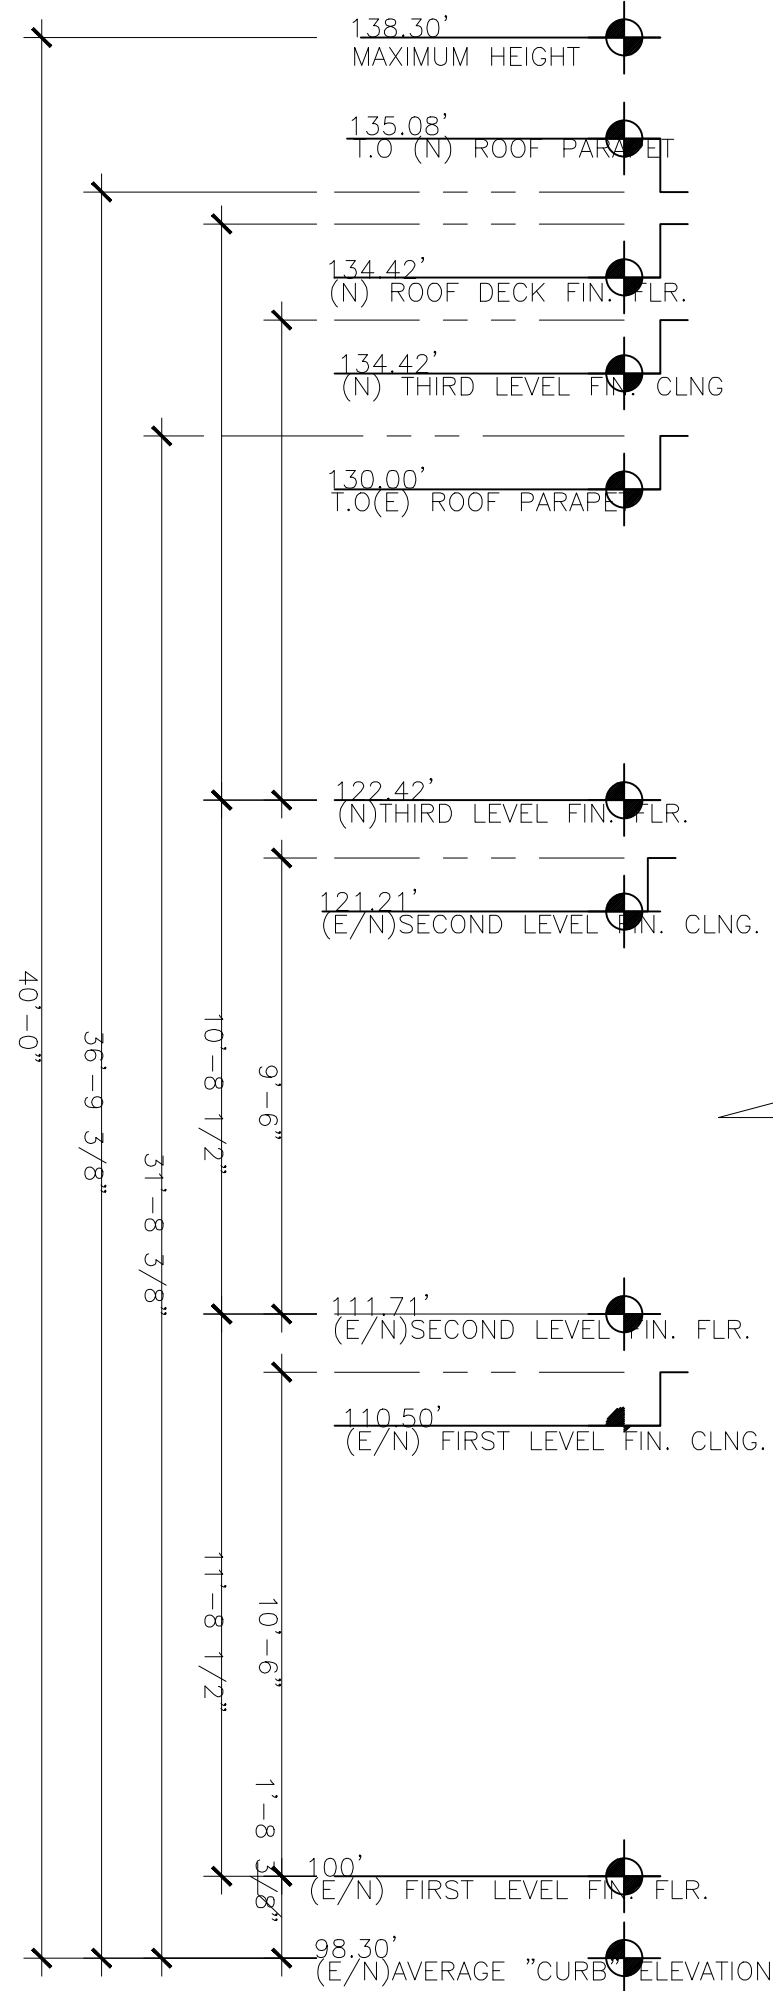 138.30'
MAXIMUM HEIGHT
135.08'
T.O (N) ROOF PARAPET
134.42'
(N) ROOF DECK FIN. FLR.
134.42'
(N) THIRD LEVEL FIN. CLNG
130.00'
T.O(E) ROOF PARAPET
122.42'
(N)THIRD LEVEL FIN. FLR.
121.21'
(E/N)SECOND LEVEL FIN. CLNG.
40'-0"
36'-9 3/8"
31'-8 3/8"
10'-8 1/2"
9'-6"
111.71'
(E/N)SECOND LEVEL FIN. FLR.
110.50'
(E/N) FIRST LEVEL FIN. CLNG.
11'-8 1/2"
10'-6"
1'-8 3/8"
100'
(E/N) FIRST LEVEL FIN. FLR.
98.30'
(E/N)AVERAGE "CURB" ELEVATION